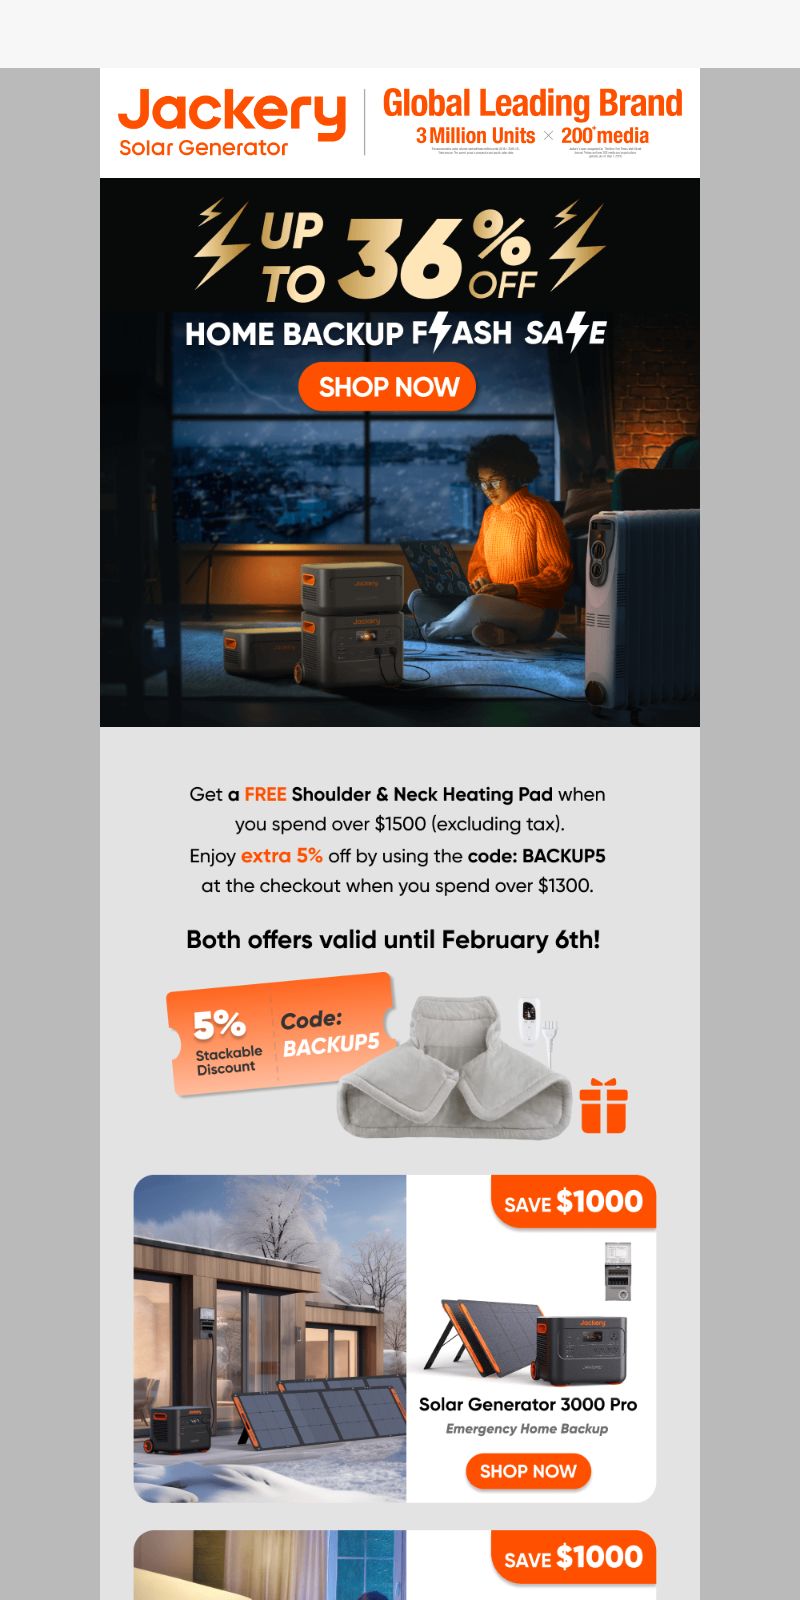 Jackery
Solar Generator
Global Leading Brand
3 Million Units × 200+media
UP TO 36% OFF
HOME BACKUP FLASH SALE
SHOP NOW
Jackery
Jackery
Get a FREE Shoulder & Neck Heating Pad when
you spend over $1500 (excluding tax).
Enjoy extra 5% off by using the code: BACKUP5
at the checkout when you spend over $1300.
Both offers valid until February 6th!
5%
Stackable
Discount
Code:
BACKUP5
SAVE $1000
Jackery
Solar Generator 3000 Pro
Emergency Home Backup
SHOP NOW
SAVE $1000